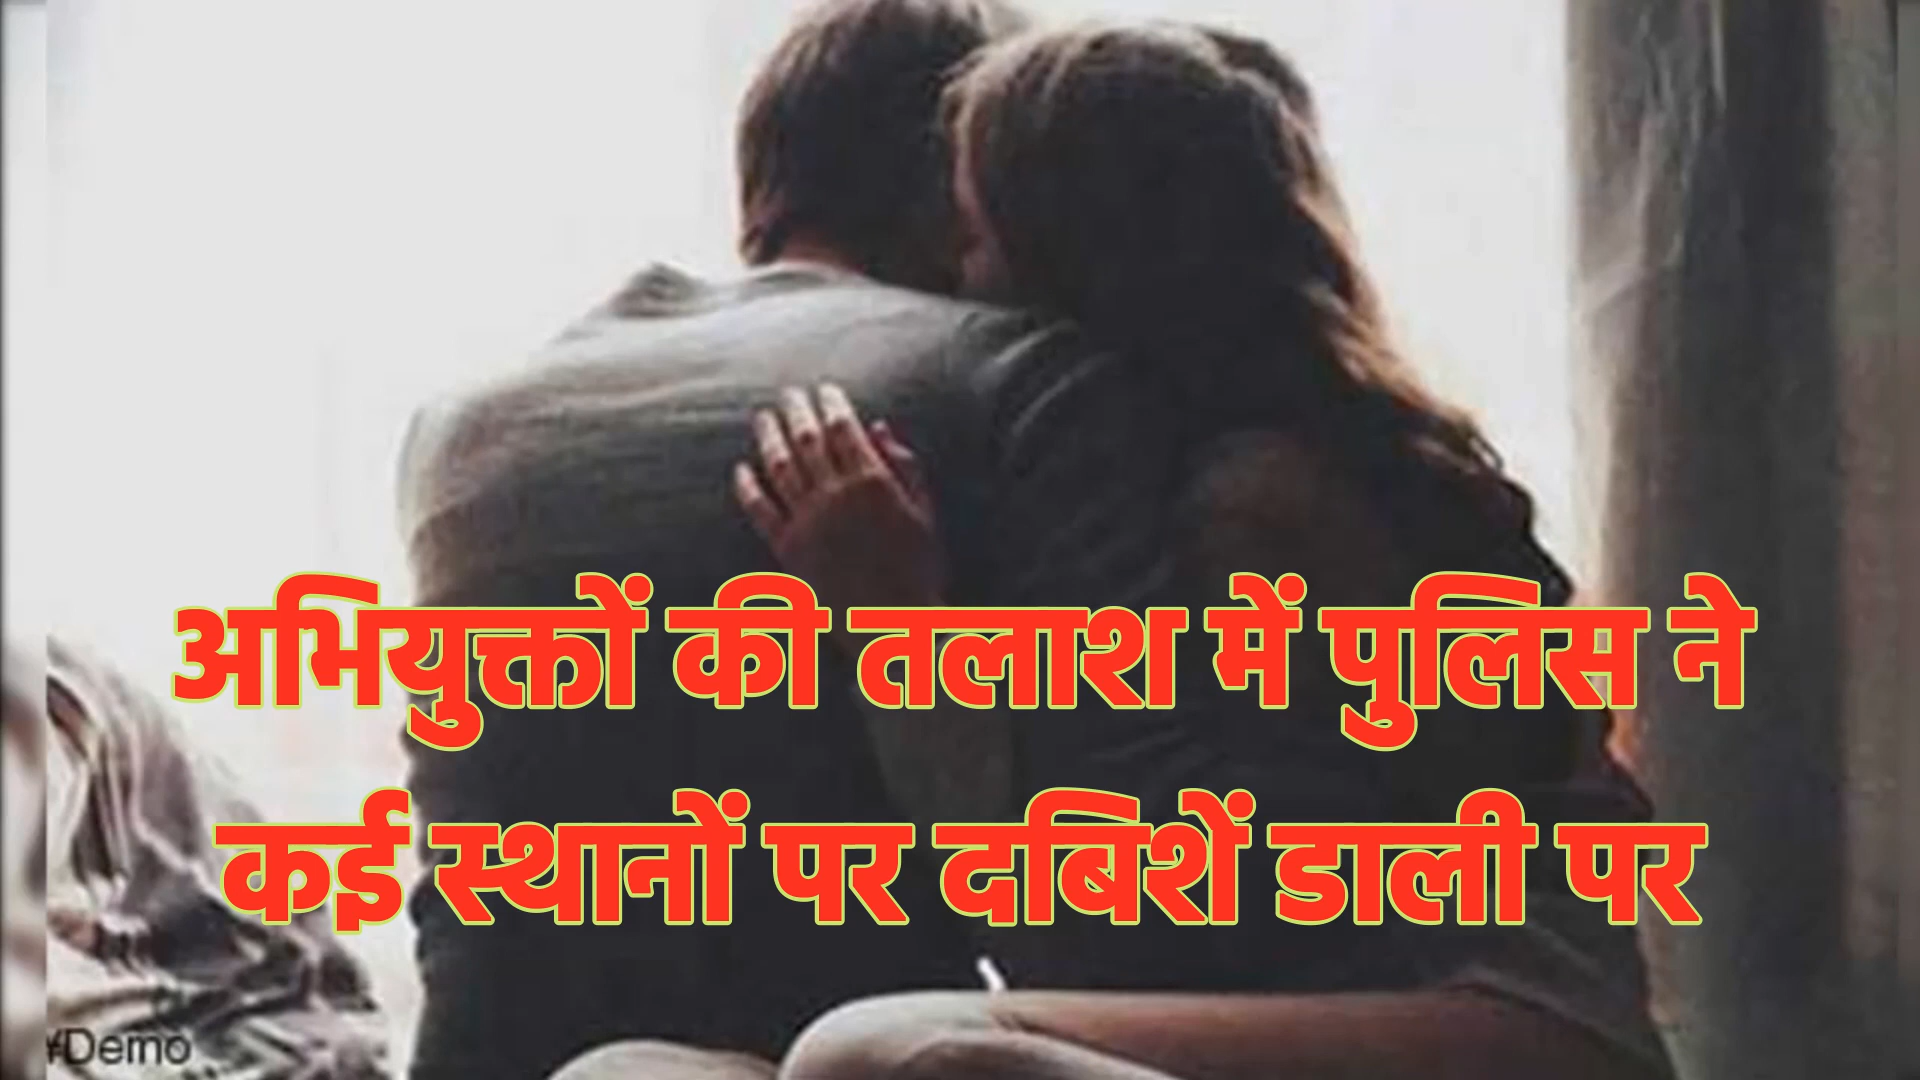 अभियुक्तों की तलाश में पुलिस ने
कई स्थानों पर दबिशें डाली पर
#Demo